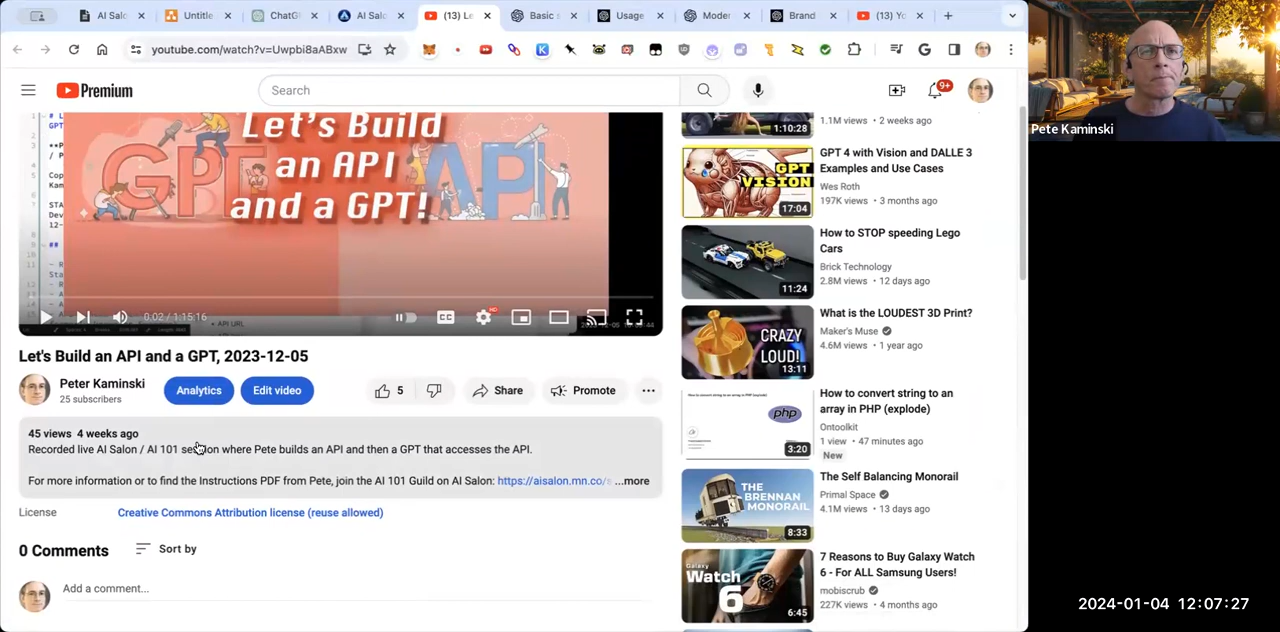 AI Salo
Untitle
ChatG
AI Salo
(13) Le
Basic s
Usage
Moder
Brand
(13) Yo
youtube.com/watch?v=Uwpbi8aABxw
Premium
Search
9+
Let's Build
an API
and a GPT!
GPT
API
0:02 / 1:15:16
CC
HD
Let's Build an API and a GPT, 2023-12-05
Peter Kaminski
25 subscribers
Analytics
Edit video
5
Share
Promote
45 views 4 weeks ago
Recorded live AI Salon / AI 101 session where Pete builds an API and then a GPT that accesses the API.
For more information or to find the Instructions PDF from Pete, join the AI 101 Guild on AI Salon: https://aisalon.mn.co/s ...more
License
Creative Commons Attribution license (reuse allowed)
0 Comments
Sort by
Add a comment...
1:10:28
1.1M views • 2 weeks ago
GPT
VISION
17:04
GPT 4 with Vision and DALLE 3
Examples and Use Cases
Wes Roth
197K views • 3 months ago
11:24
How to STOP speeding Lego
Cars
Brick Technology
2.8M views • 12 days ago
CRAZY
LOUD!
13:11
What is the LOUDEST 3D Print?
Maker's Muse
4.6M views • 1 year ago
php
3:20
How to convert string to an
array in PHP (explode)
Ontoolkit
1 view • 47 minutes ago
New
THE
BRENNAN
MONORAIL
8:33
The Self Balancing Monorail
Primal Space
4.1M views • 13 days ago
Galaxy
Watch
6
6:45
7 Reasons to Buy Galaxy Watch
6 - For ALL Samsung Users!
mobiscrub
227K views • 4 months ago
Pete Kaminski
2024-01-04 12:07:27